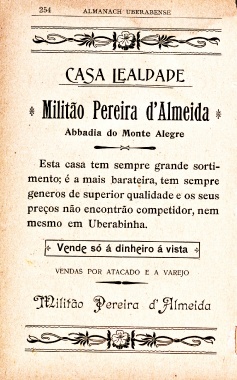 254 ALMANACH UBERABENSE
CASA LEALDADE
Militão Pereira d'Almeida
Abbadia do Monte Alegre
Esta casa tem sempre grande sorti-
mento; é a mais barateira, tem sempre
generos de superior qualidade e os seus
preços não encontrão competidor, nem
mesmo em Uberabinha.
Vende só á dinheiro á vista
VENDAS POR ATACADO E A VAREJO
Militão Pereira d'Almeida